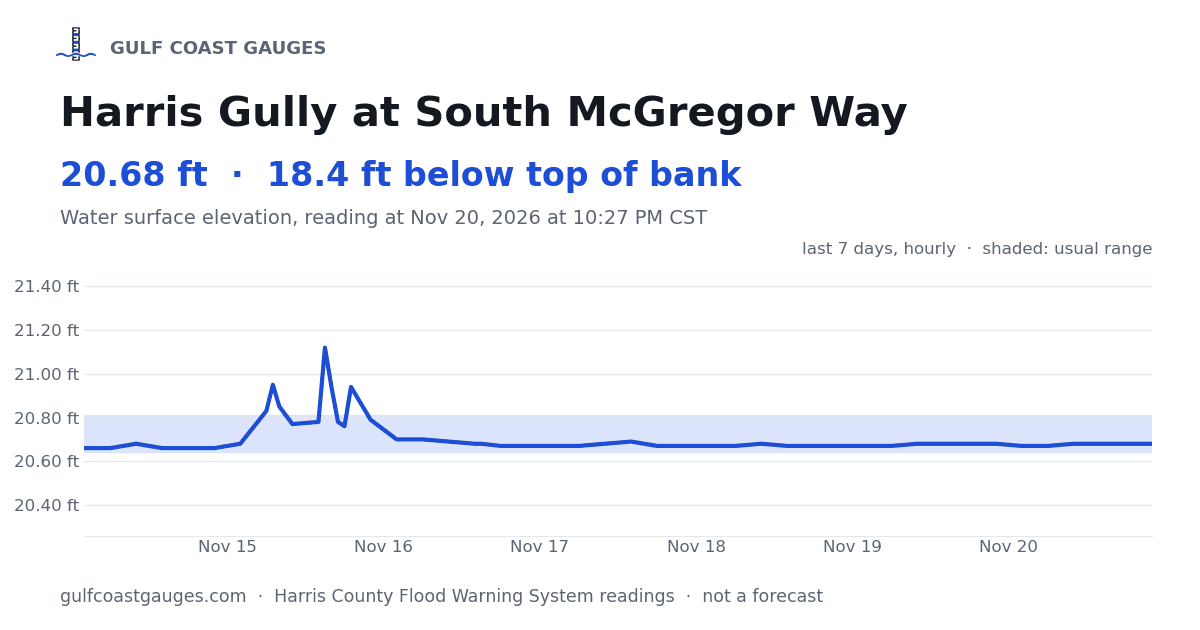 GULF COAST GAUGES
Harris Gully at South McGregor Way
20.68 ft · 18.4 ft below top of bank
Water surface elevation, reading at Nov 20, 2026 at 10:27 PM CST
last 7 days, hourly · shaded: usual range
21.40 ft
21.20 ft
21.00 ft
20.80 ft
20.60 ft
20.40 ft
Nov 15 Nov 16 Nov 17 Nov 18 Nov 19 Nov 20
gulfcoastgauges.com · Harris County Flood Warning System readings · not a forecast